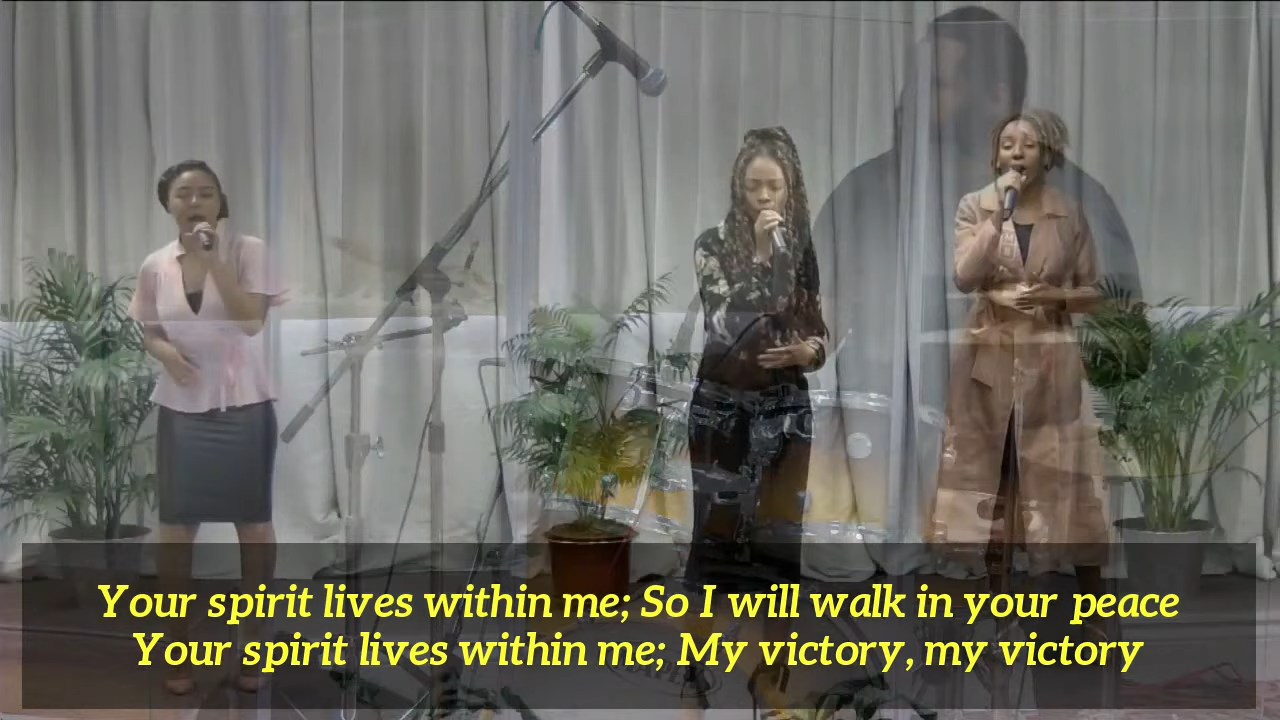 Your spirit lives within me; So I will walk in your peace
Your spirit lives within me; My victory, my victory